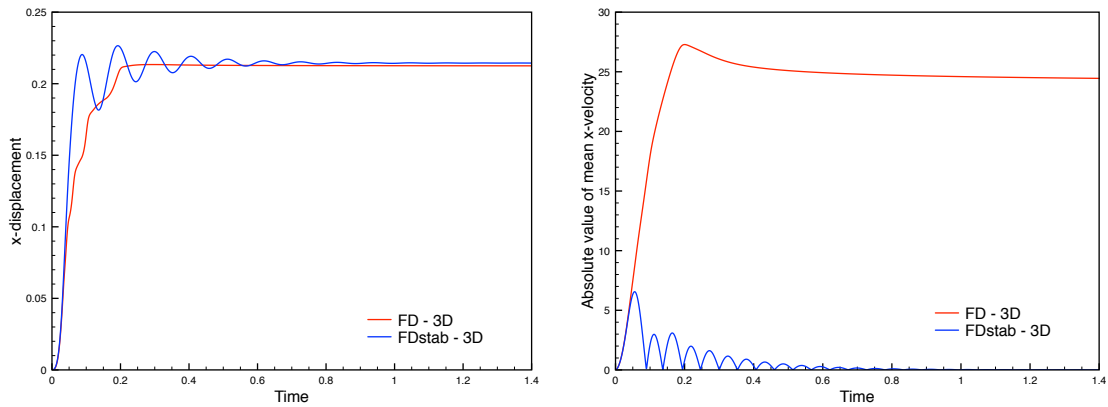 0.25
0.2
0.15
0.1
0.05
0
x-displacement
0 0.2 0.4 0.6 0.8 1 1.2 1.4
Time
FD - 3D
FDstab - 3D
30
25
20
15
10
5
0
Absolute value of mean x-velocity
0 0.2 0.4 0.6 0.8 1 1.2 1.4
Time
FD - 3D
FDstab - 3D